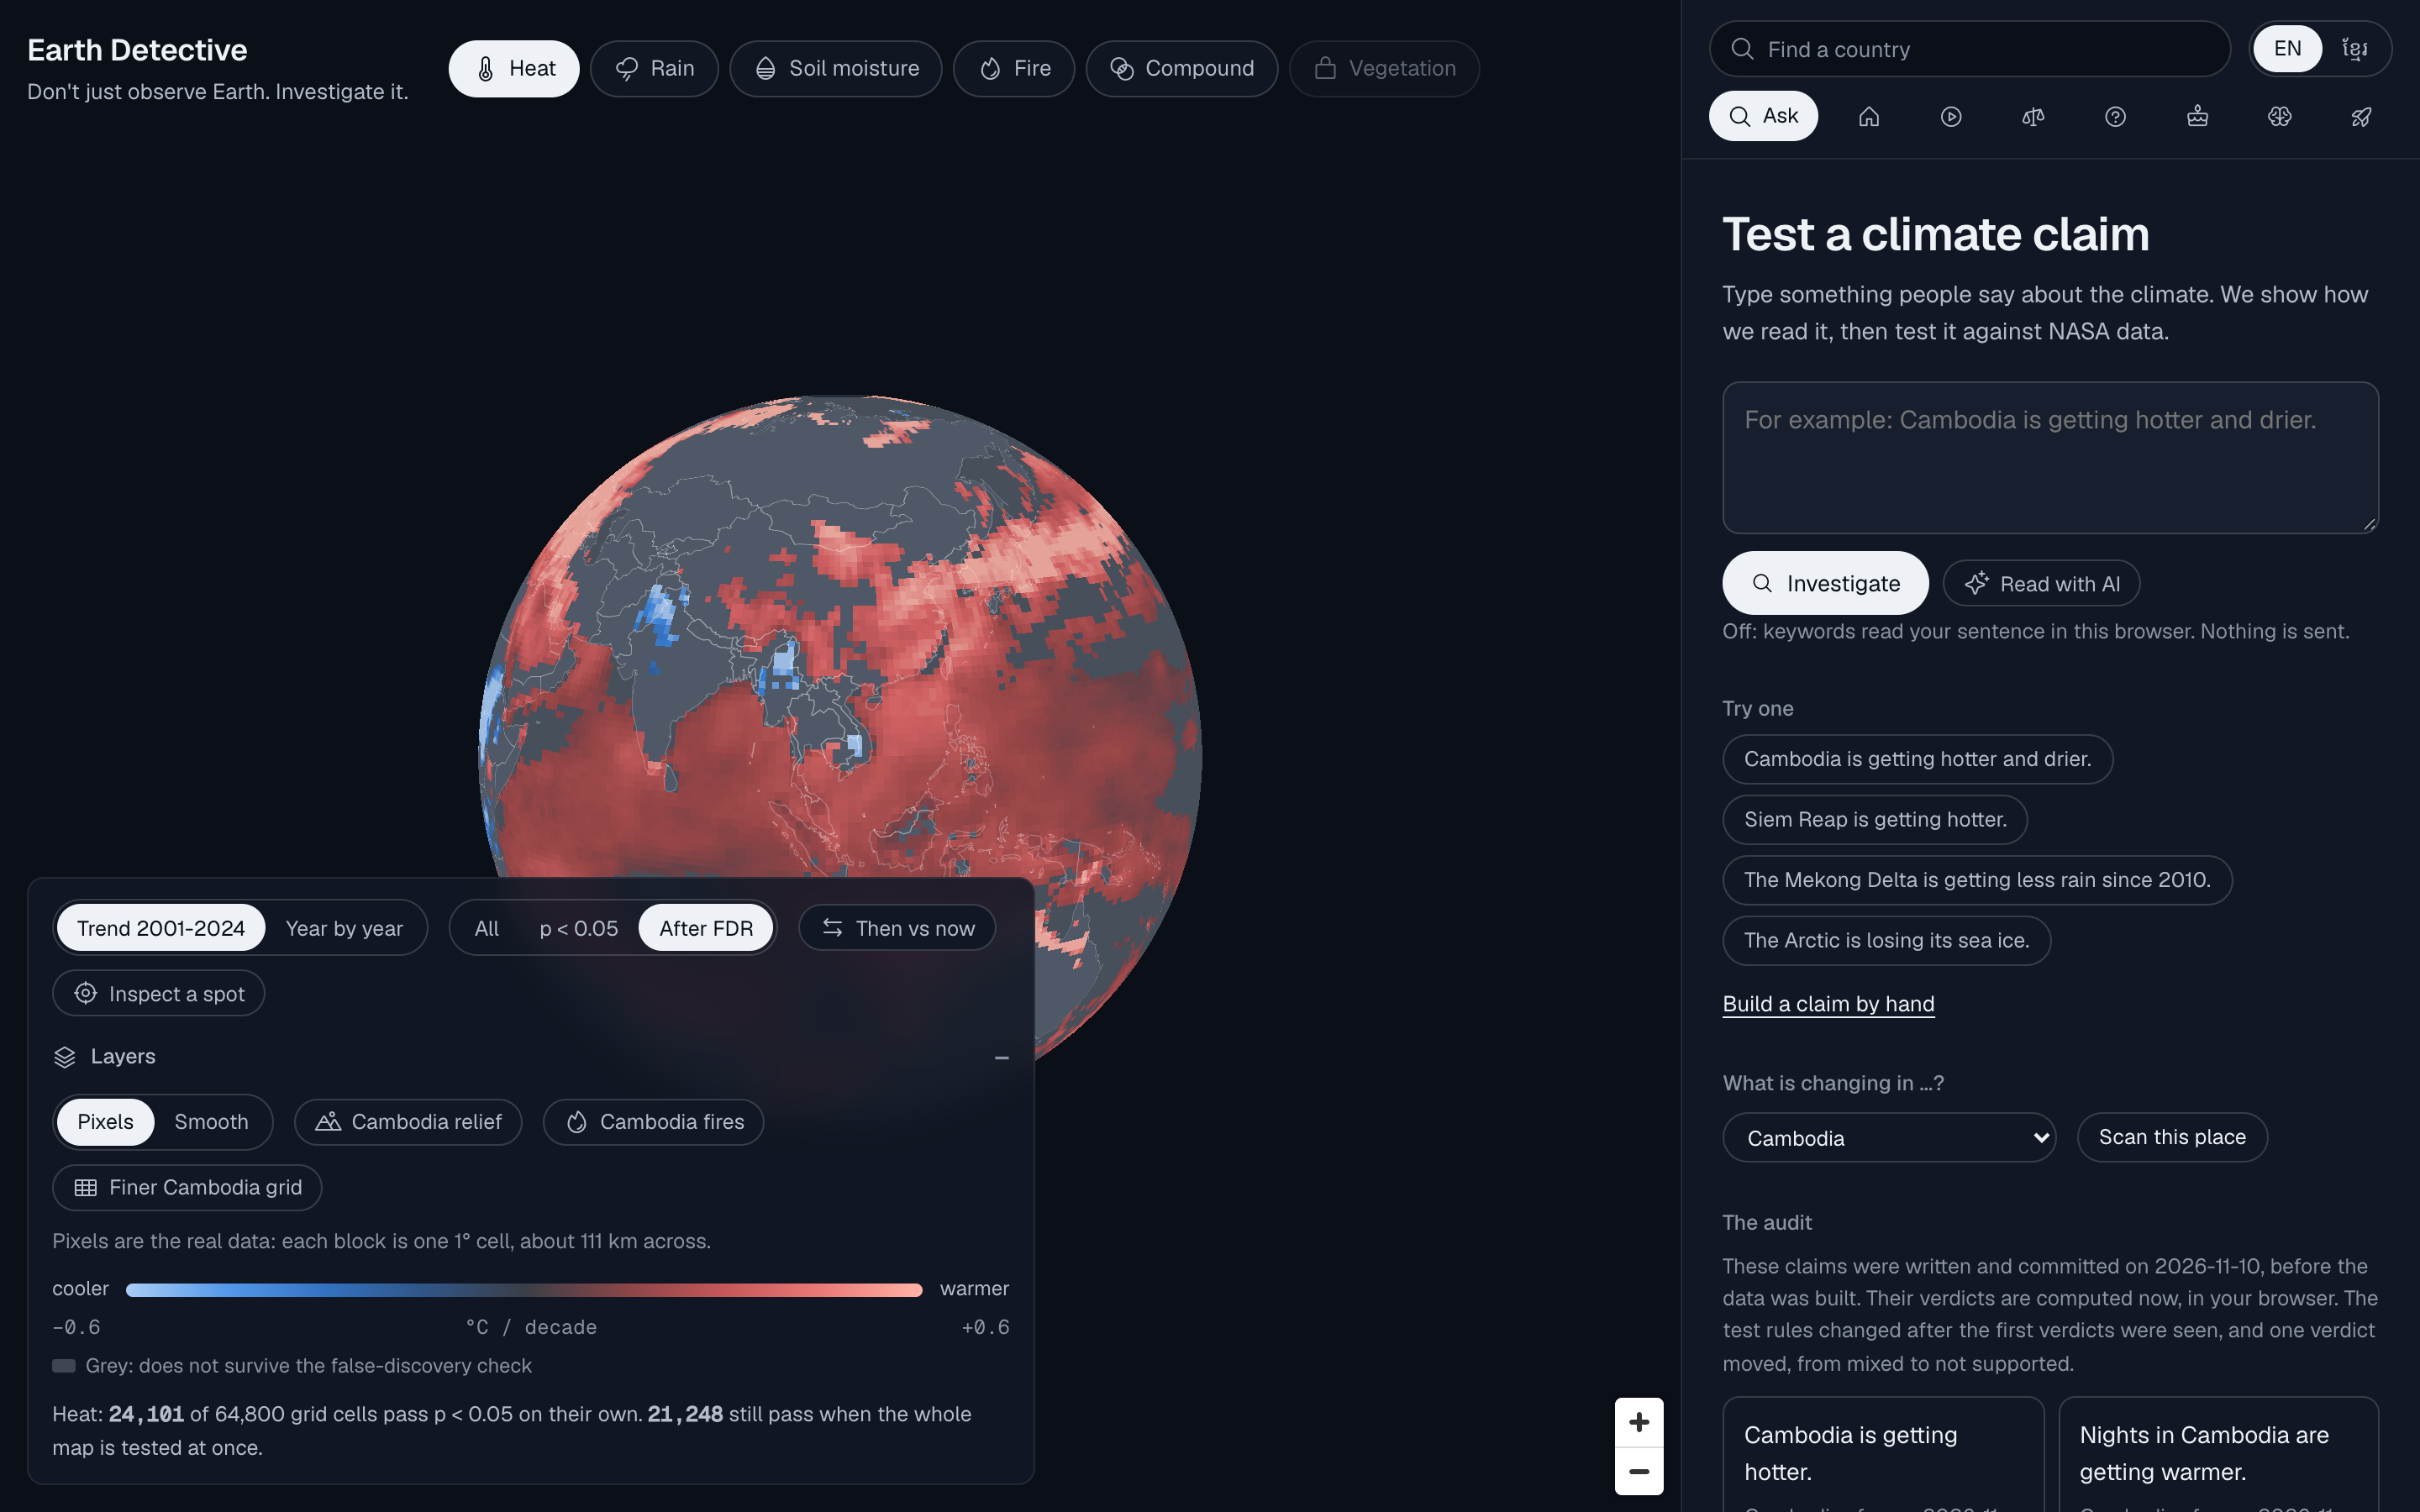 Earth Detective
Don't just observe Earth. Investigate it.
Heat
Rain
Soil moisture
Fire
Compound
Vegetation
Find a country
EN
ខ្មែរ
Ask
Test a climate claim
Type something people say about the climate. We show how
we read it, then test it against NASA data.
For example: Cambodia is getting hotter and drier.
Investigate
Read with AI
Off: keywords read your sentence in this browser. Nothing is sent.
Try one
Cambodia is getting hotter and drier.
Siem Reap is getting hotter.
The Mekong Delta is getting less rain since 2010.
The Arctic is losing its sea ice.
Build a claim by hand
What is changing in ...?
Cambodia
Scan this place
The audit
These claims were written and committed on 2026-11-10, before the
data was built. Their verdicts are computed now, in your browser. The
test rules changed after the first verdicts were seen, and one verdict
moved, from mixed to not supported.
Cambodia is getting
hotter.
Nights in Cambodia are
getting warmer.
Trend 2001-2024
Year by year
All
p < 0.05
After FDR
Then vs now
Inspect a spot
Layers
Pixels
Smooth
Cambodia relief
Cambodia fires
Finer Cambodia grid
Pixels are the real data: each block is one 1° cell, about 111 km across.
cooler
warmer
−0.6
°C / decade
+0.6
Grey: does not survive the false-discovery check
Heat: 24,101 of 64,800 grid cells pass p < 0.05 on their own. 21,248 still pass when the whole
map is tested at once.